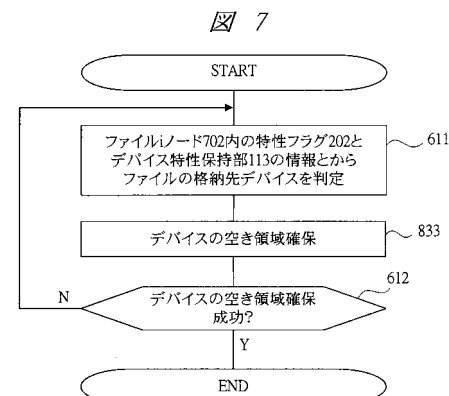 図 7
START
ファイルiノード702内の特性フラグ202と
デバイス特性保持部113の情報とから
ファイルの格納先デバイスを判定
611
デバイスの空き領域確保
833
612
デバイスの空き領域確保
成功?
N
Y
END